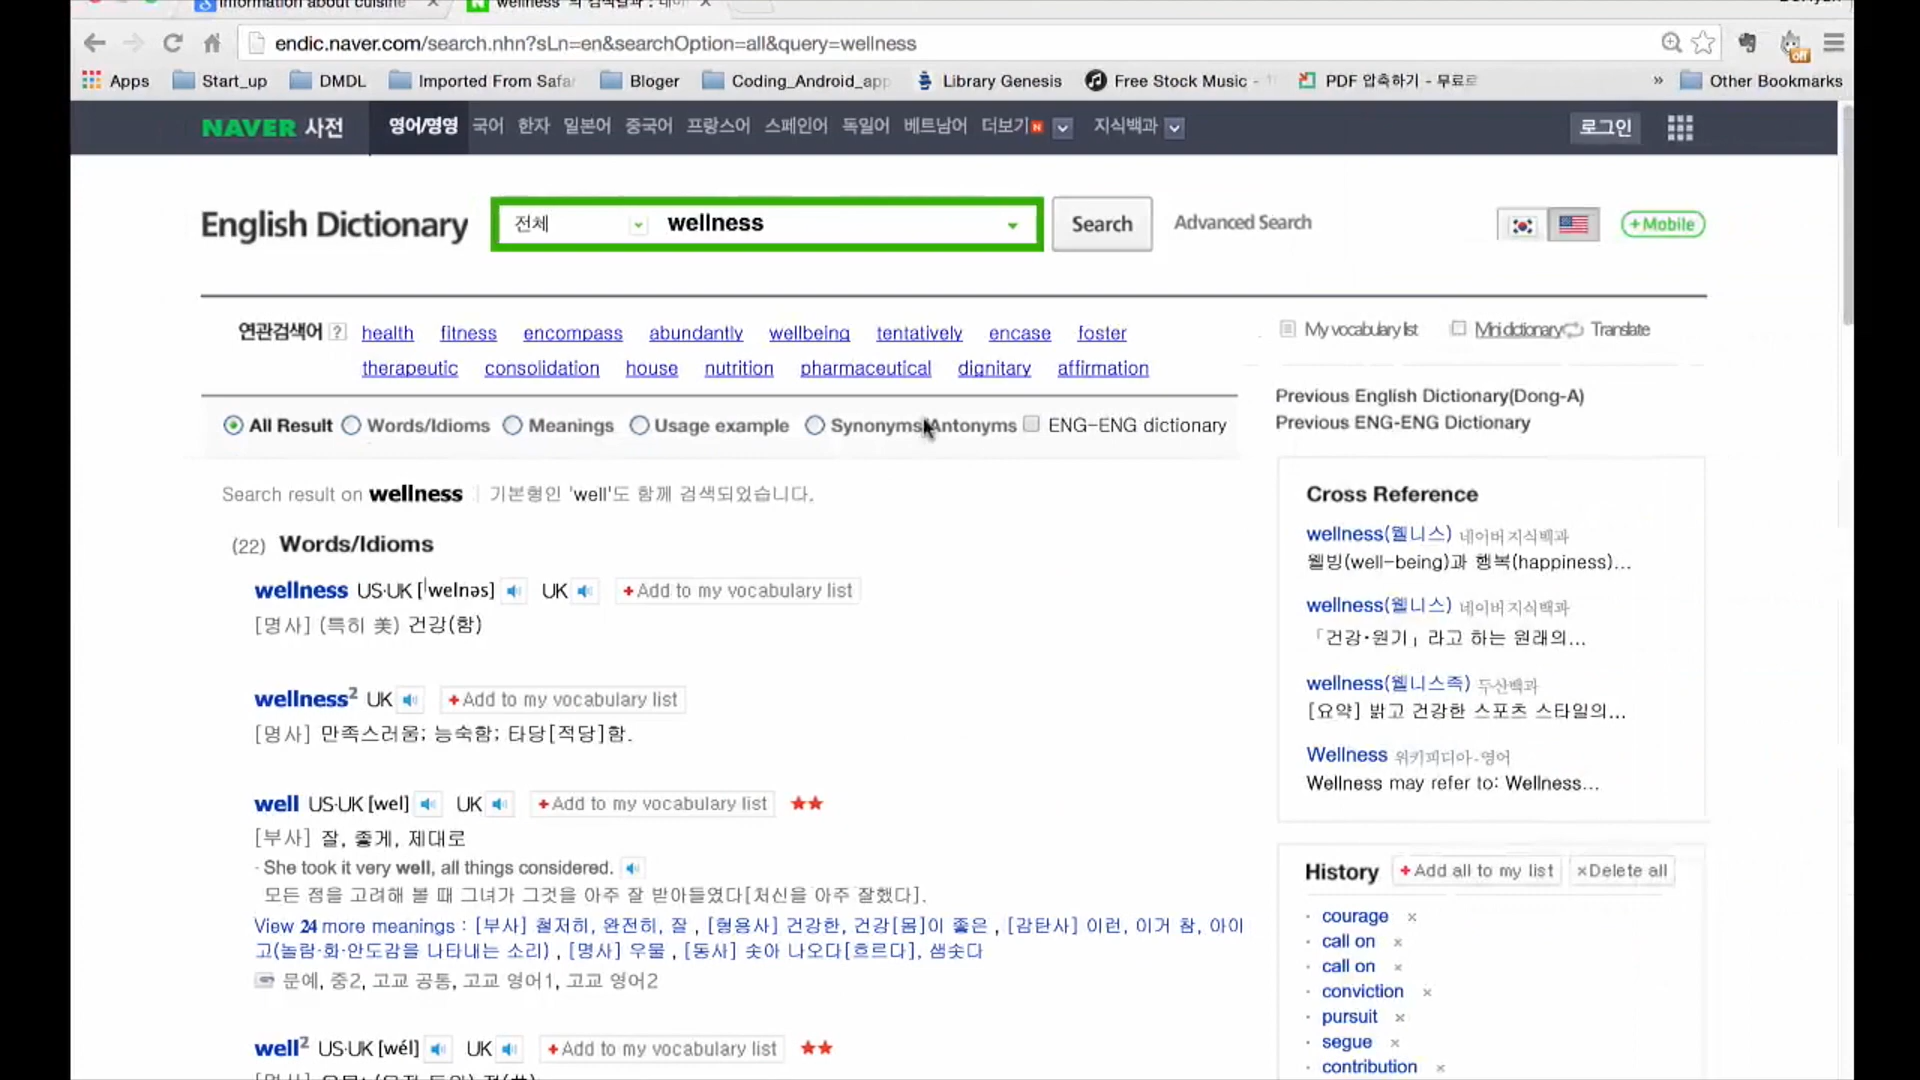 information about cuisine
wellness
endic.naver.com/search.nhn?sLn=en&searchOption=all&query=wellness
Apps Start_up DMDL Imported From Safar Bloger Coding_Android_app Library Genesis Free Stock Music - PDF 압축하기 - 무료로 » Other Bookmarks
NAVER 사전 영어/영영 국어 한자 일본어 중국어 프랑스어 스페인어 독일어 베트남어 더보기 N 지식백과 로그인
English Dictionary 전체 wellness Search Advanced Search +Mobile
연관검색어 ? health fitness encompass abundantly wellbeing tentatively encase foster
therapeutic consolidation house nutrition pharmaceutical dignitary affirmation
My vocabulary list Mini dictionary Translate
All Result Words/Idioms Meanings Usage example Synonyms/Antonyms ENG-ENG dictionary
Previous English Dictionary(Dong-A)
Previous ENG-ENG Dictionary
Search result on wellness 기본형인 'well'도 함께 검색되었습니다.
(22) Words/Idioms
wellness US·UK [ˈwelnəs] UK +Add to my vocabulary list
[명사] (특히 美) 건강(함)
wellness2 UK +Add to my vocabulary list
[명사] 만족스러움; 능숙함; 타당[적당]함.
well US·UK [wel] UK +Add to my vocabulary list ★★
[부사] 잘, 좋게, 제대로
- She took it very well, all things considered.
모든 점을 고려해 볼 때 그녀가 그것을 아주 잘 받아들였다[처신을 아주 잘했다].
View 24 more meanings : [부사] 철저히, 완전히, 잘 , [형용사] 건강한, 건강[몸]이 좋은 , [감탄사] 이런, 이거 참, 아이
고(놀람·화·안도감을 나타내는 소리) , [명사] 우물 , [동사] 솟아 나오다[흐르다], 샘솟다
문예, 중2, 고교 공통, 고교 영어1, 고교 영어2
well2 US·UK [wél] UK +Add to my vocabulary list ★★
Cross Reference
wellness(웰니스) 네이버 지식백과
웰빙(well-being)과 행복(happiness)...
wellness(웰니스) 네이버 지식백과
「건강·원기」라고 하는 원래의...
wellness(웰니스족) 두산백과
[요약] 밝고 건강한 스포츠 스타일의...
Wellness 위키피디아-영어
Wellness may refer to: Wellness...
History +Add all to my list ×Delete all
· courage ×
· call on ×
· call on ×
· conviction ×
· pursuit ×
· segue ×
· contribution ×